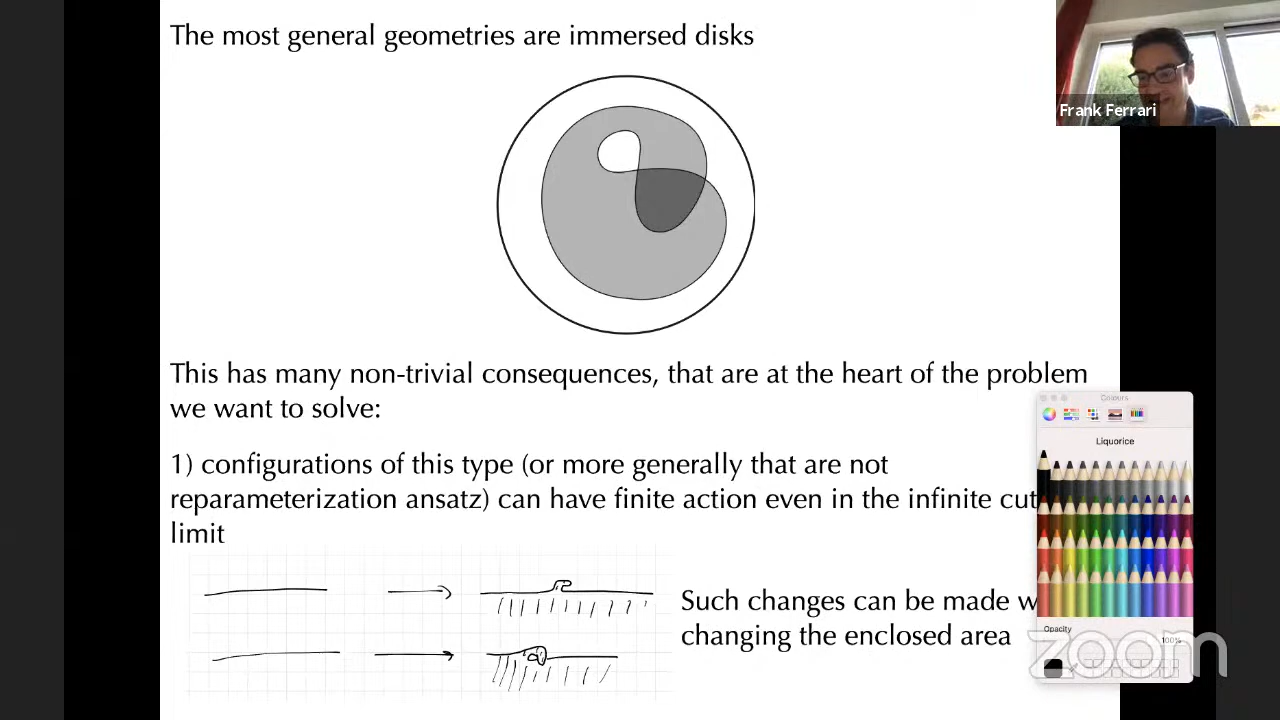 The most general geometries are immersed disks
Frank Ferrari
This has many non-trivial consequences, that are at the heart of the problem
we want to solve:
Colours
Liquorice
1) configurations of this type (or more generally that are not
reparameterization ansatz) can have finite action even in the infinite cut
limit
Such changes can be made w
changing the enclosed area
Opacity
100%
zoom